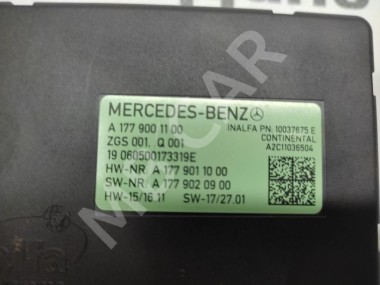 MERCEDES-BENZ
A 177 900 11 00
INALFA PN: 10037675 E
ZGS 001, Q 001
CONTINENTAL
19 060500173319E
A2C11036504
HW-NR A 177 901 10 00
SW-NR A 177 902 09 00
HW-15/16.11 SW-17/27.01